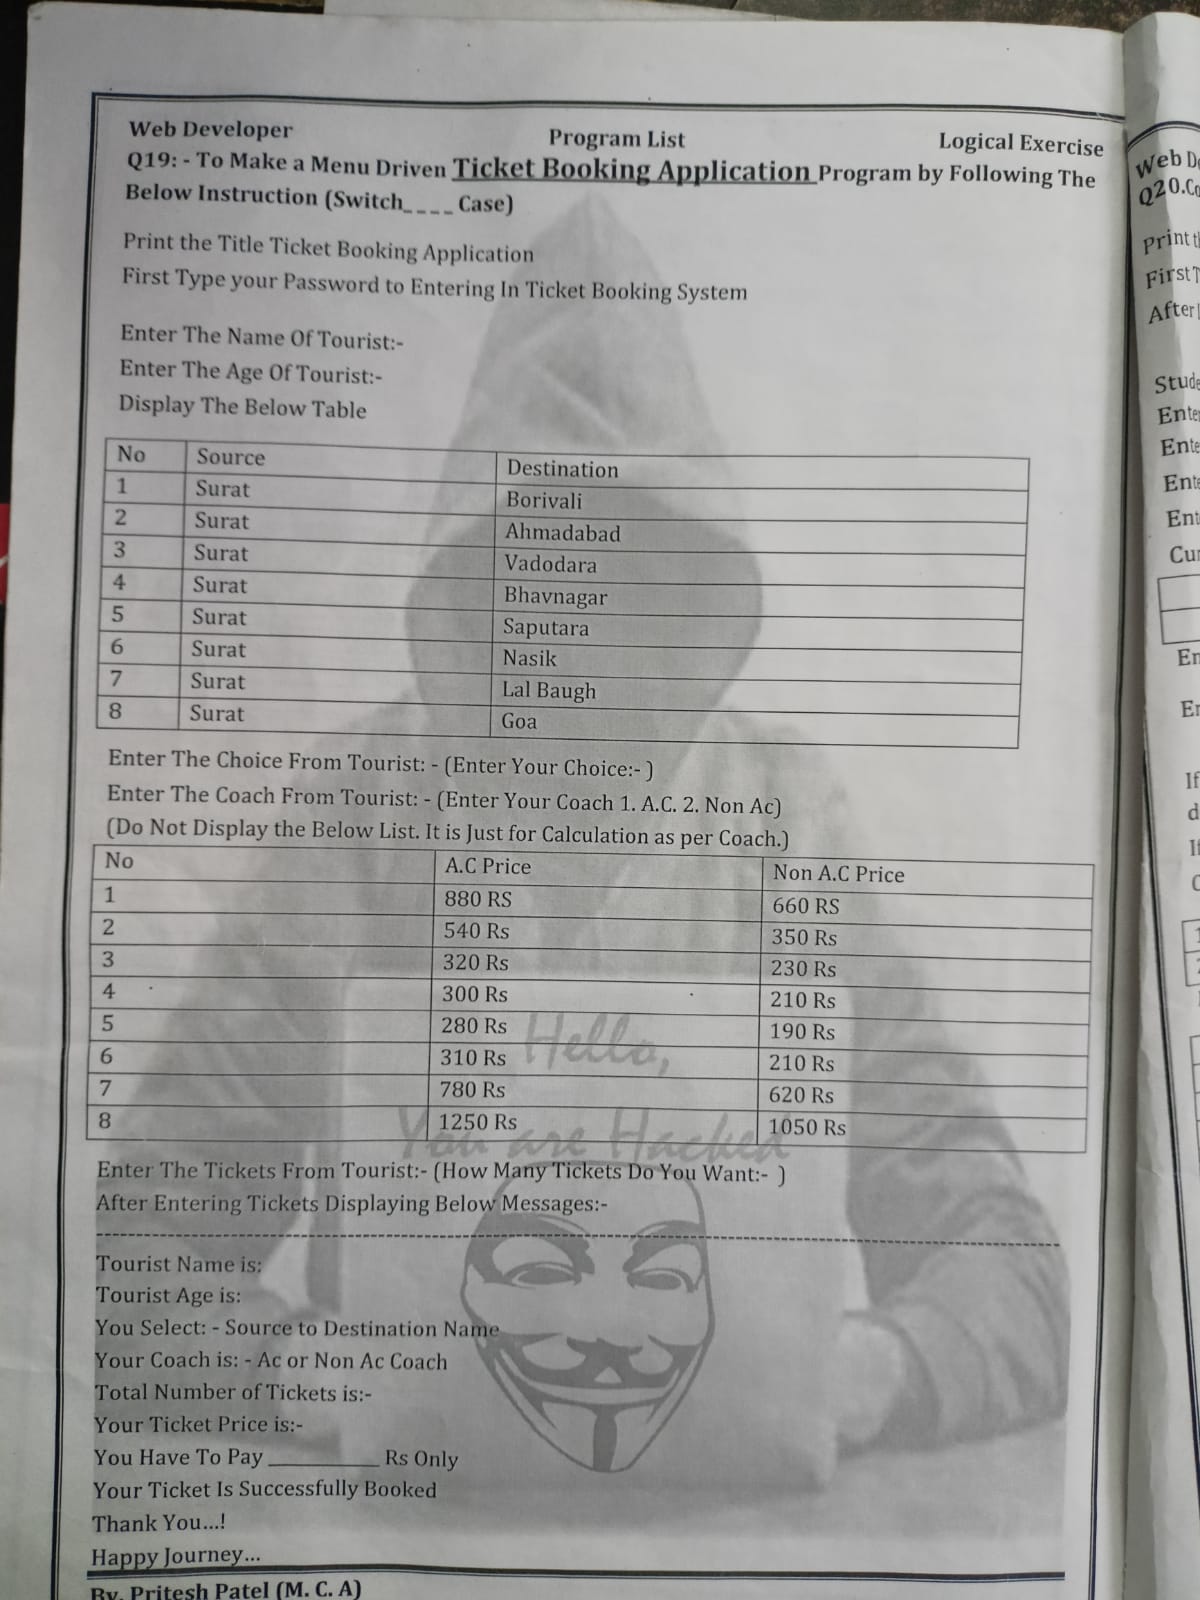 Web Developer Program List Logical Exercise
Q19: - To Make a Menu Driven Ticket Booking Application Program by Following The
Below Instruction (Switch_ _ _ _ Case)
Print the Title Ticket Booking Application
First Type your Password to Entering In Ticket Booking System
Enter The Name Of Tourist:-
Enter The Age Of Tourist:-
Display The Below Table
No Source Destination
1 Surat Borivali
2 Surat Ahmadabad
3 Surat Vadodara
4 Surat Bhavnagar
5 Surat Saputara
6 Surat Nasik
7 Surat Lal Baugh
8 Surat Goa
Enter The Choice From Tourist: - (Enter Your Choice:- )
Enter The Coach From Tourist: - (Enter Your Coach 1. A.C. 2. Non Ac)
(Do Not Display the Below List. It is Just for Calculation as per Coach.)
No A.C Price Non A.C Price
1 880 RS 660 RS
2 540 Rs 350 Rs
3 320 Rs 230 Rs
4 300 Rs 210 Rs
5 280 Rs 190 Rs
6 310 Rs 210 Rs
7 780 Rs 620 Rs
8 1250 Rs 1050 Rs
Hello,
You are Hacked
Enter The Tickets From Tourist:- (How Many Tickets Do You Want:- )
After Entering Tickets Displaying Below Messages:-
Tourist Name is:
Tourist Age is:
You Select: - Source to Destination Name
Your Coach is: - Ac or Non Ac Coach
Total Number of Tickets is:-
Your Ticket Price is:-
You Have To Pay __________ Rs Only
Your Ticket Is Successfully Booked
Thank You...!
Happy Journey...
By. Pritesh Patel (M. C. A)
Web
Q20.
Print
First
After